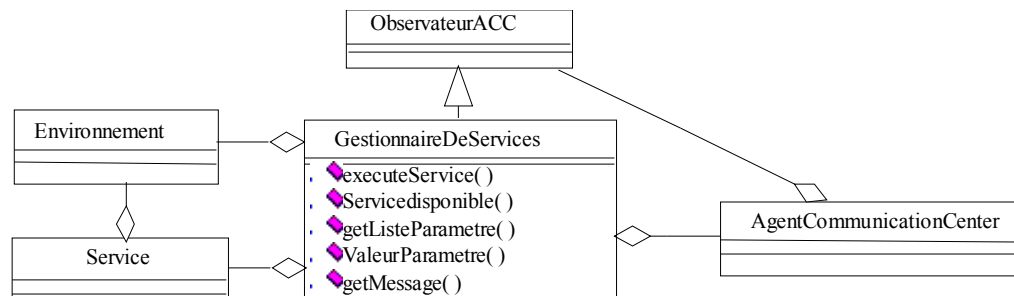 ObservateurACC
Environnement
GestionnaireDeServices
executeService( )
Servicedisponible( )
getListeParametre( )
ValeurParametre( )
getMessage( )
AgentCommunicationCenter
Service